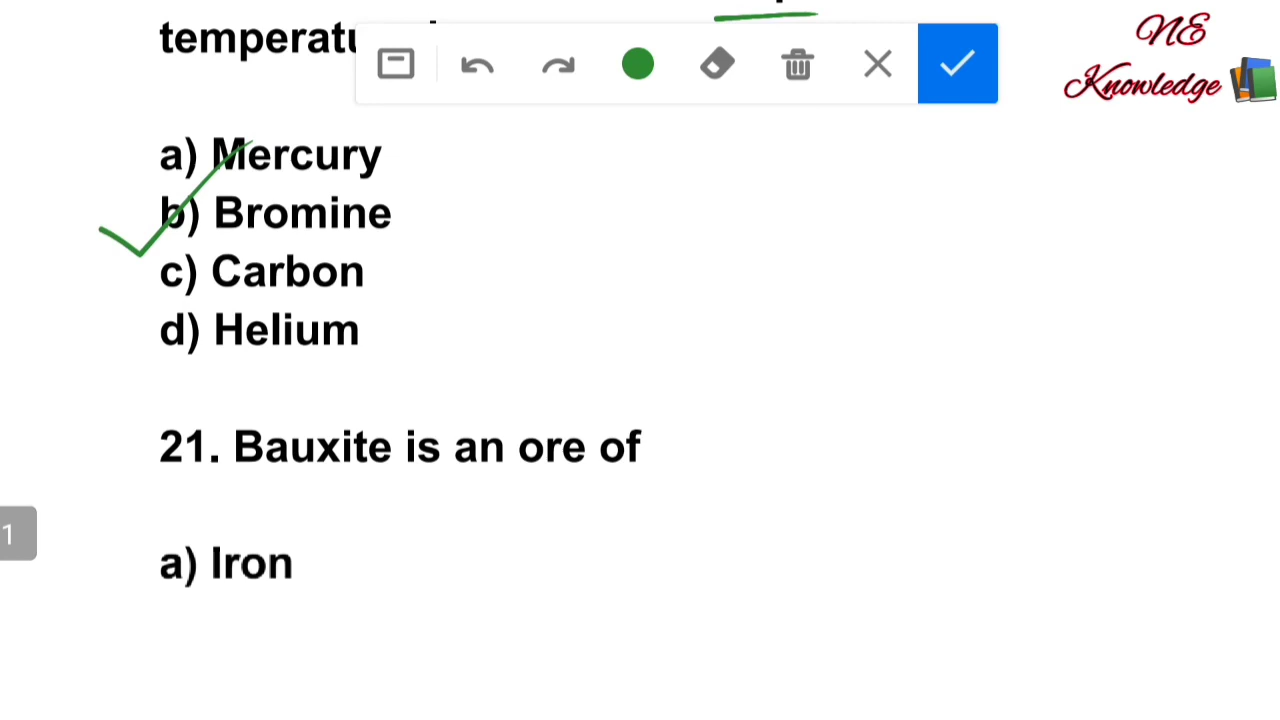 temperatu
NE
Knowledge
a) Mercury
b) Bromine
c) Carbon
d) Helium
21. Bauxite is an ore of
1
a) Iron